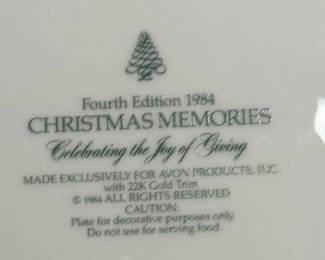 Fourth Edition 1984
CHRISTMAS MEMORIES
Celebrating the Joy of Giving
MADE EXCLUSIVELY FOR AVON PRODUCTS, INC.
with 22K Gold Trim
© 1984 ALL RIGHTS RESERVED
CAUTION:
Plate for decorative purposes only.
Do not use for serving food.